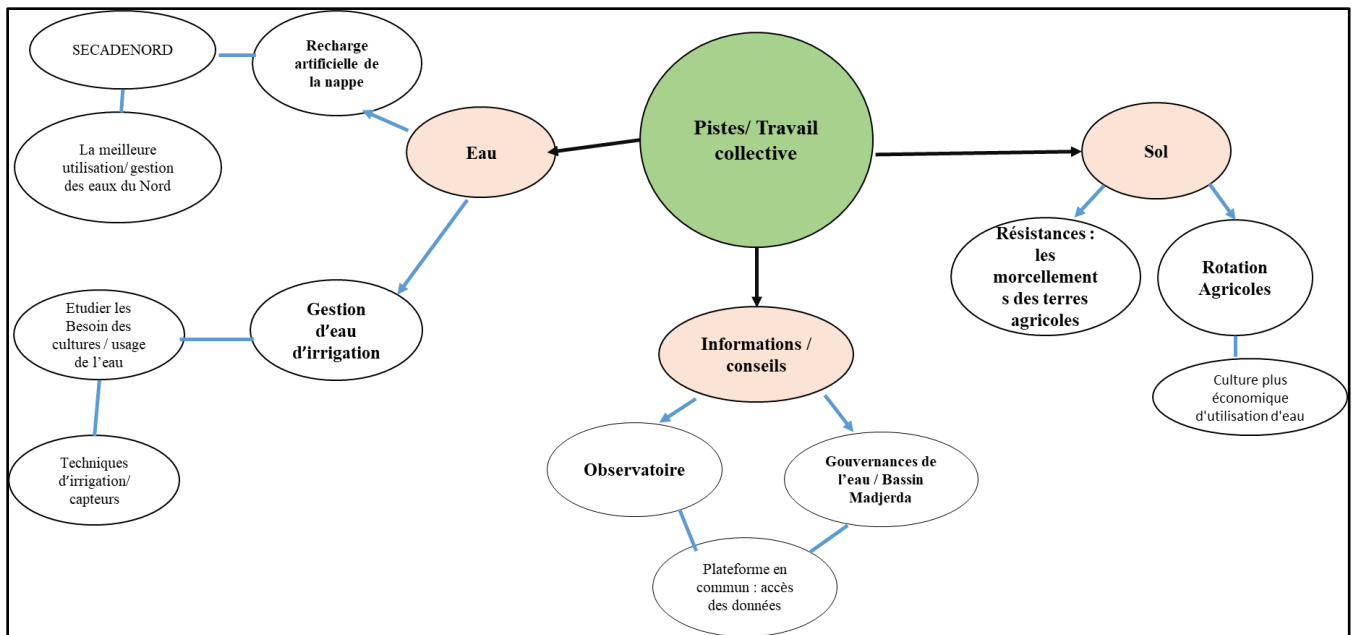 SECADENORD
Recharge
artificielle de
la nappe
La meilleure
utilisation/ gestion
des eaux du Nord
Eau
Pistes/ Travail
collective
Sol
Résistances :
les
morcellement
s des terres
agricoles
Rotation
Agricoles
Culture plus
économique
d'utilisation d'eau
Etudier les
Besoin des
cultures / usage
de l'eau
Gestion
d'eau
d'irrigation
Techniques
d'irrigation/
capteurs
Informations /
conseils
Observatoire
Gouvernances de
l'eau / Bassin
Madjerda
Plateforme en
commun : accès
des données